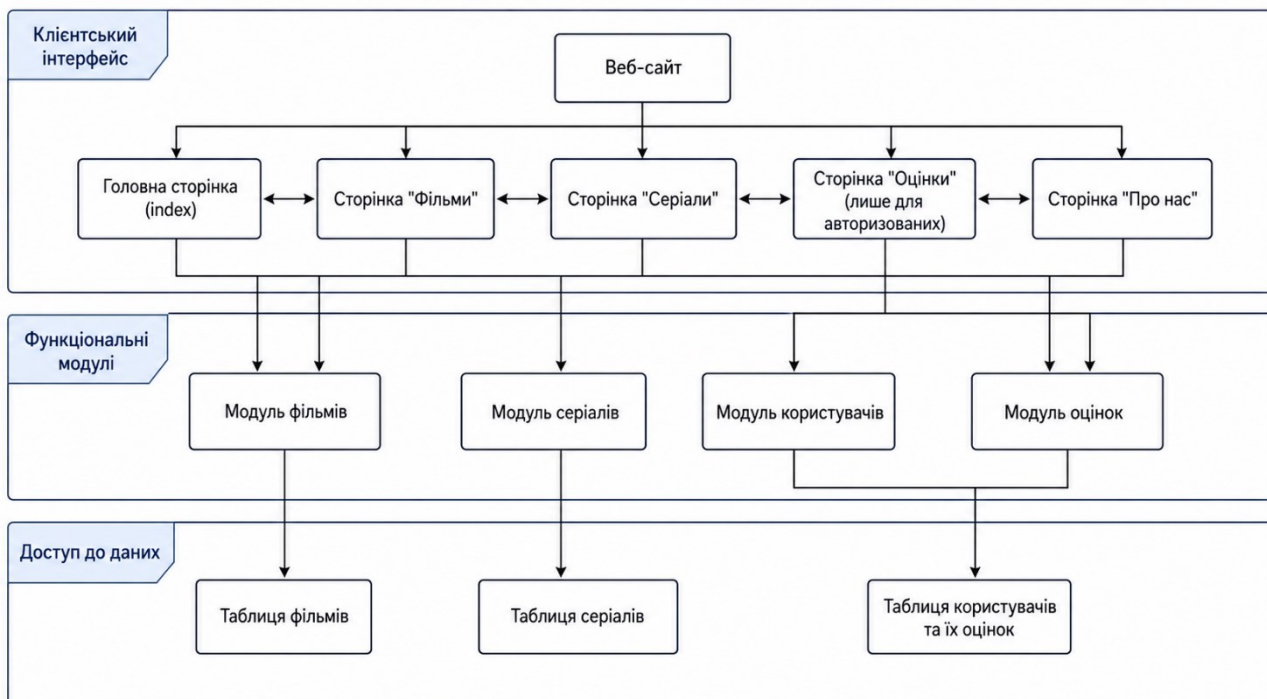 Клієнтський
інтерфейс
Веб-сайт
Головна сторінка
(index)
Сторінка "Фільми"
Сторінка "Серіали"
Сторінка "Оцінки"
(лише для
авторизованих)
Сторінка "Про нас"
Функціональні
модулі
Модуль фільмів
Модуль серіалів
Модуль користувачів
Модуль оцінок
Доступ до даних
Таблиця фільмів
Таблиця серіалів
Таблиця користувачів
та їх оцінок